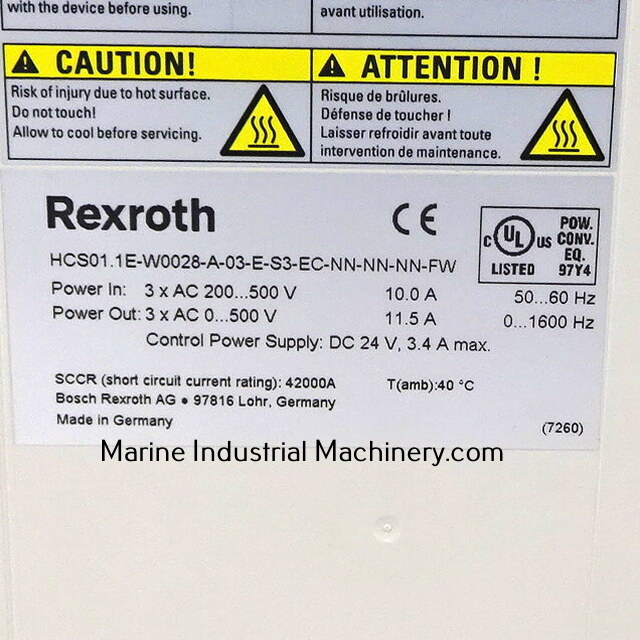 with the device before using.
avant utilisation.
CAUTION!
Risk of injury due to hot surface.
Do not touch!
Allow to cool before servicing.
ATTENTION !
Risque de brûlures.
Défense de toucher !
Laisser refroidir avant toute
intervention de maintenance.
Rexroth
CE
C UL US
LISTED
POW.
CONV.
EQ.
97Y4
HCS01.1E-W0028-A-03-E-S3-EC-NN-NN-NN-FW
Power In: 3 x AC 200...500 V 10.0 A 50...60 Hz
Power Out: 3 x AC 0...500 V 11.5 A 0...1600 Hz
Control Power Supply: DC 24 V, 3.4 A max.
SCCR (short circuit current rating): 42000A T(amb):40 °C
Bosch Rexroth AG ● 97816 Lohr, Germany
Made in Germany
(7260)
Marine Industrial Machinery.com